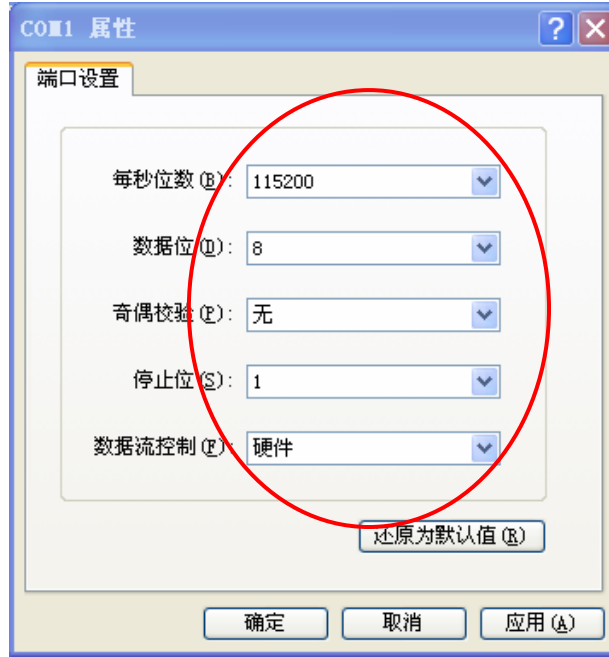 COM1 属性
端口设置
每秒位数(B): 115200
数据位(D): 8
奇偶校验(P): 无
停止位(S): 1
数据流控制(F): 硬件
还原为默认值(R)
确定 取消 应用(A)